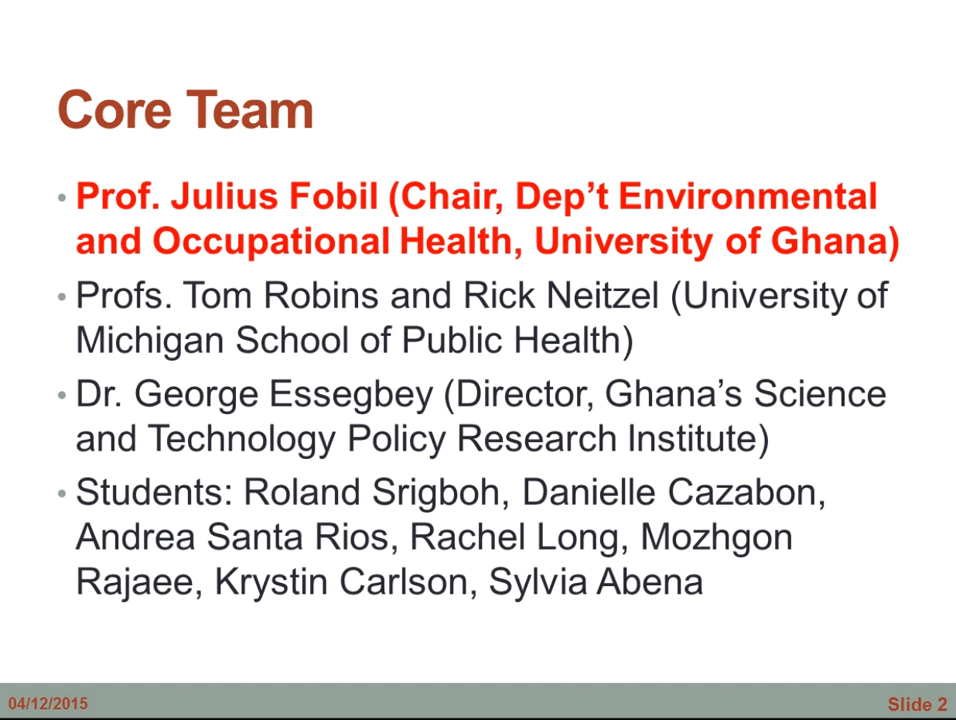 Core Team
• Prof. Julius Fobil (Chair, Dep’t Environmental
and Occupational Health, University of Ghana)
• Profs. Tom Robins and Rick Neitzel (University of
Michigan School of Public Health)
• Dr. George Essegbey (Director, Ghana’s Science
and Technology Policy Research Institute)
• Students: Roland Srigboh, Danielle Cazabon,
Andrea Santa Rios, Rachel Long, Mozhgon
Rajaee, Krystin Carlson, Sylvia Abena
04/12/2015
Slide 2